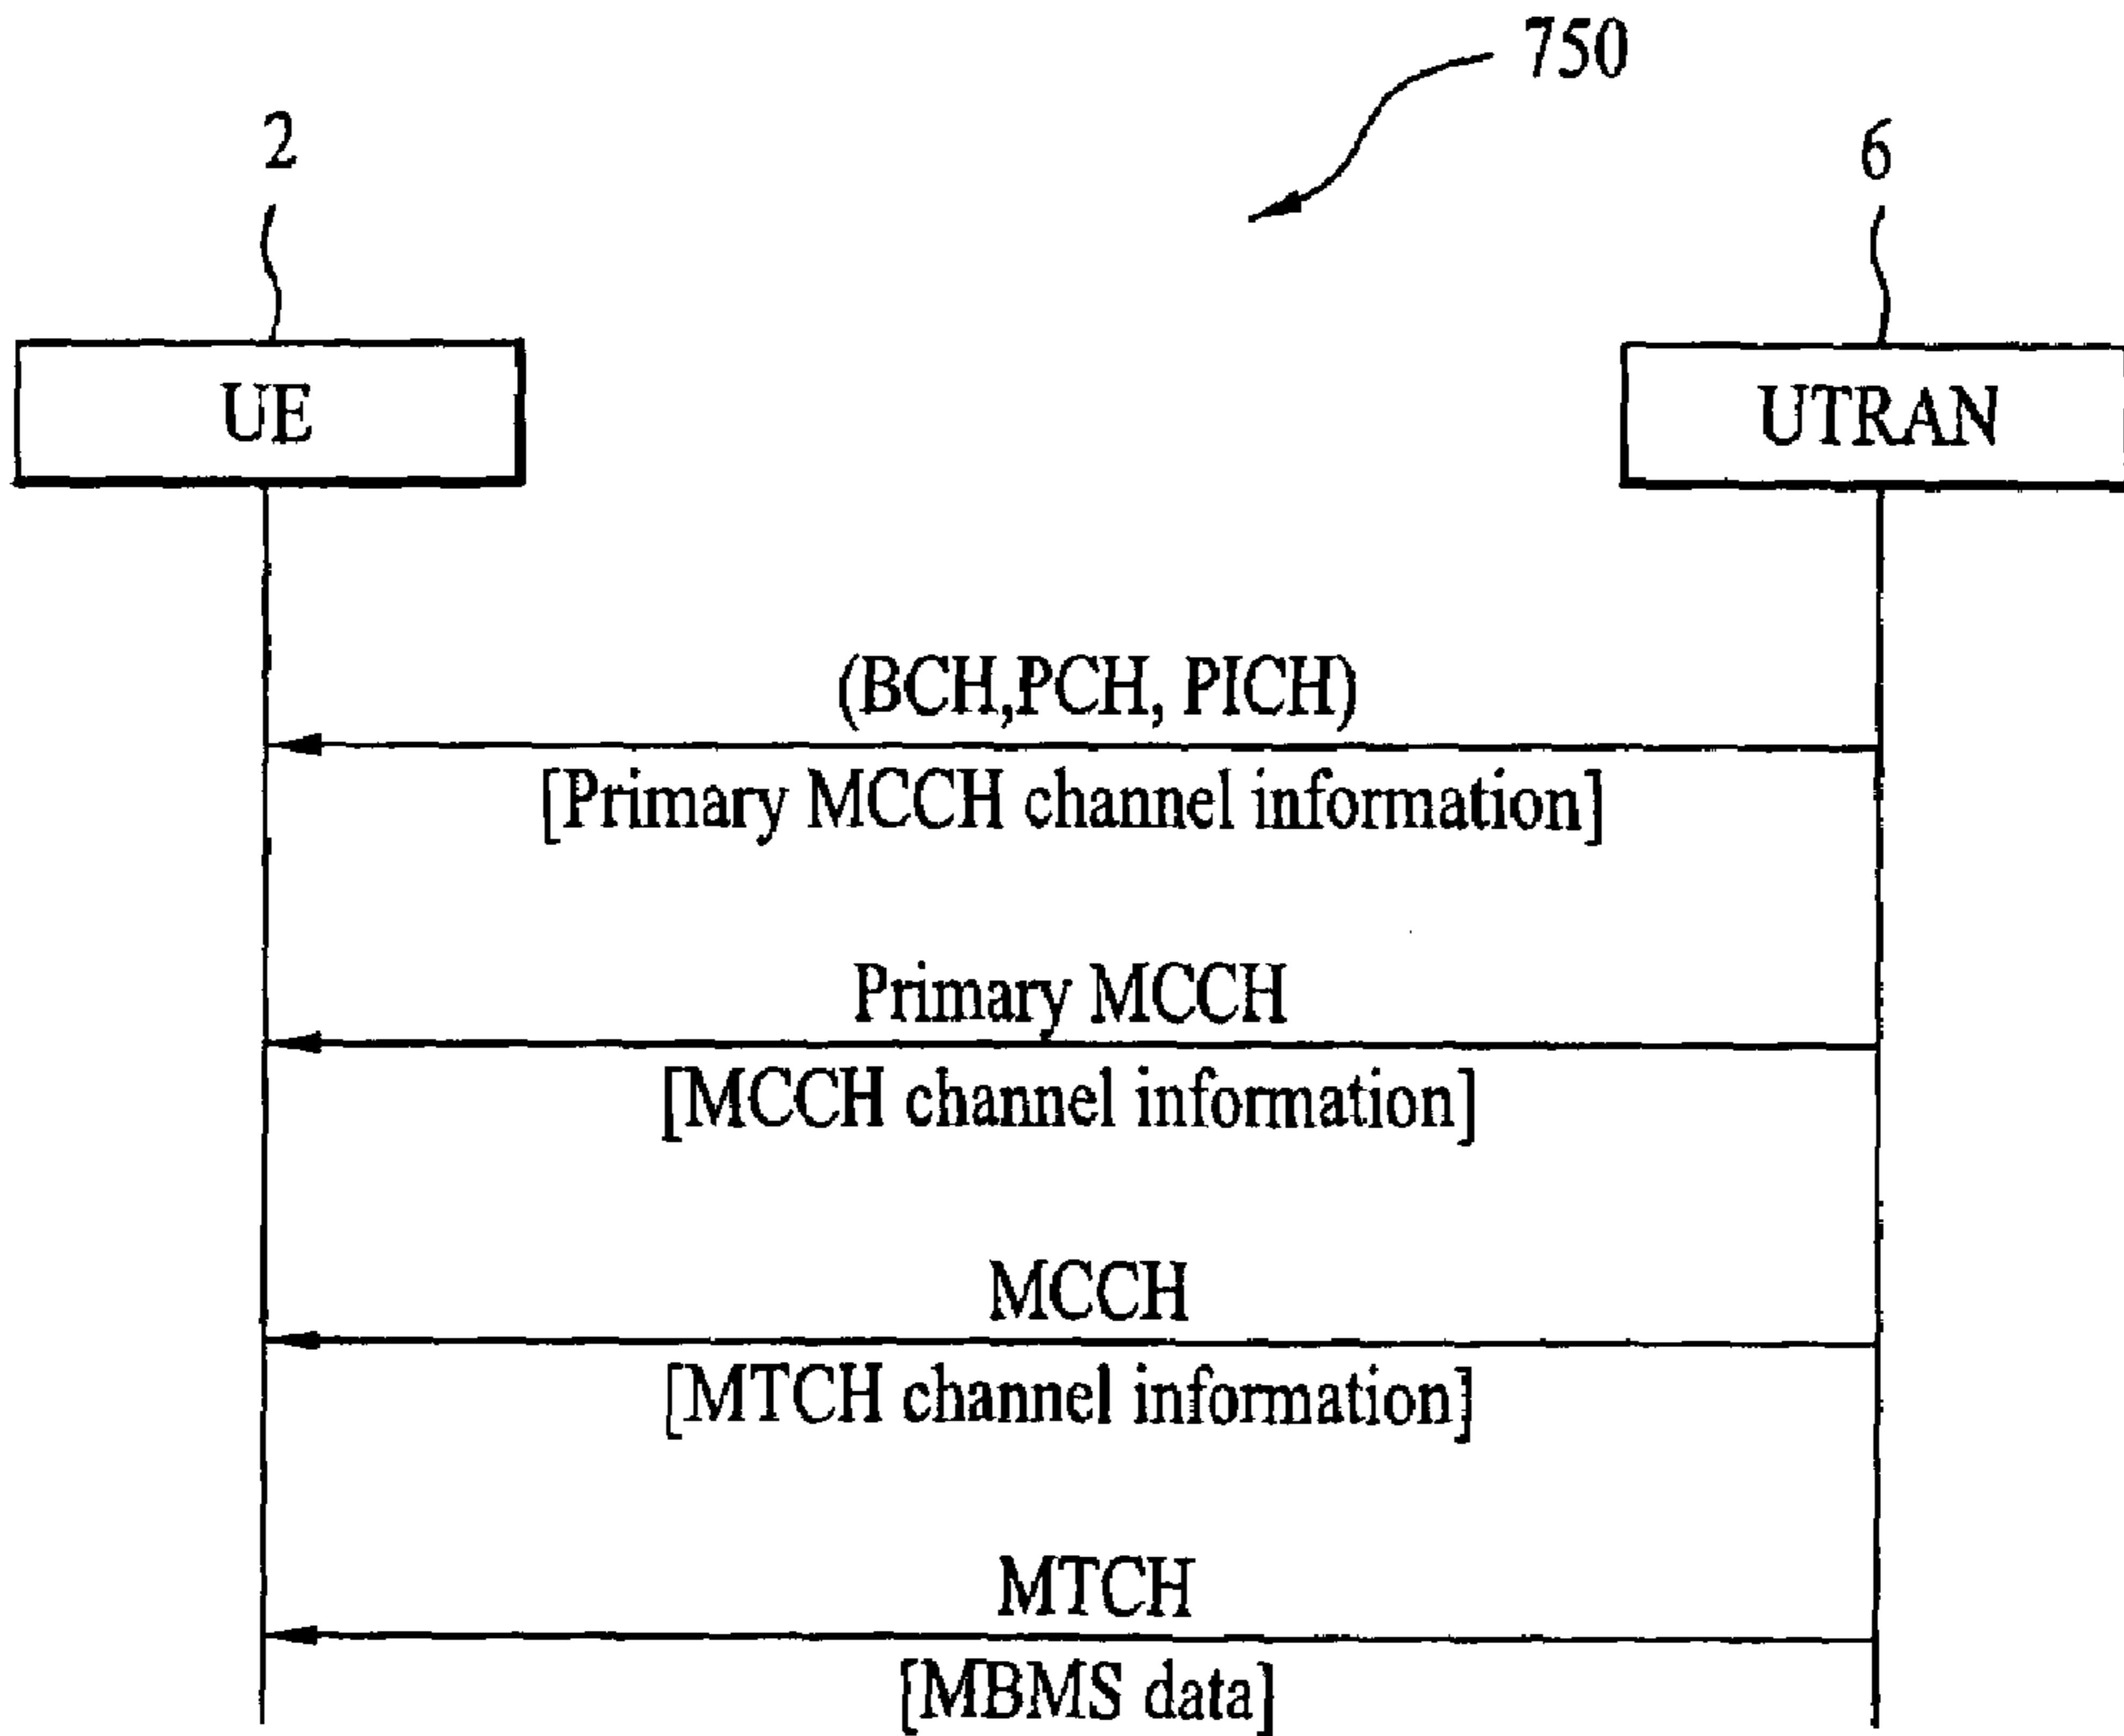 750
2
6
UE
UTRAN
(BCH,PCH, PICH)
[Primary MCCH channel information]
Primary MCCH
[MCCH channel information]
MCCH
[MTCH channel information]
MTCH
[MBMS data]